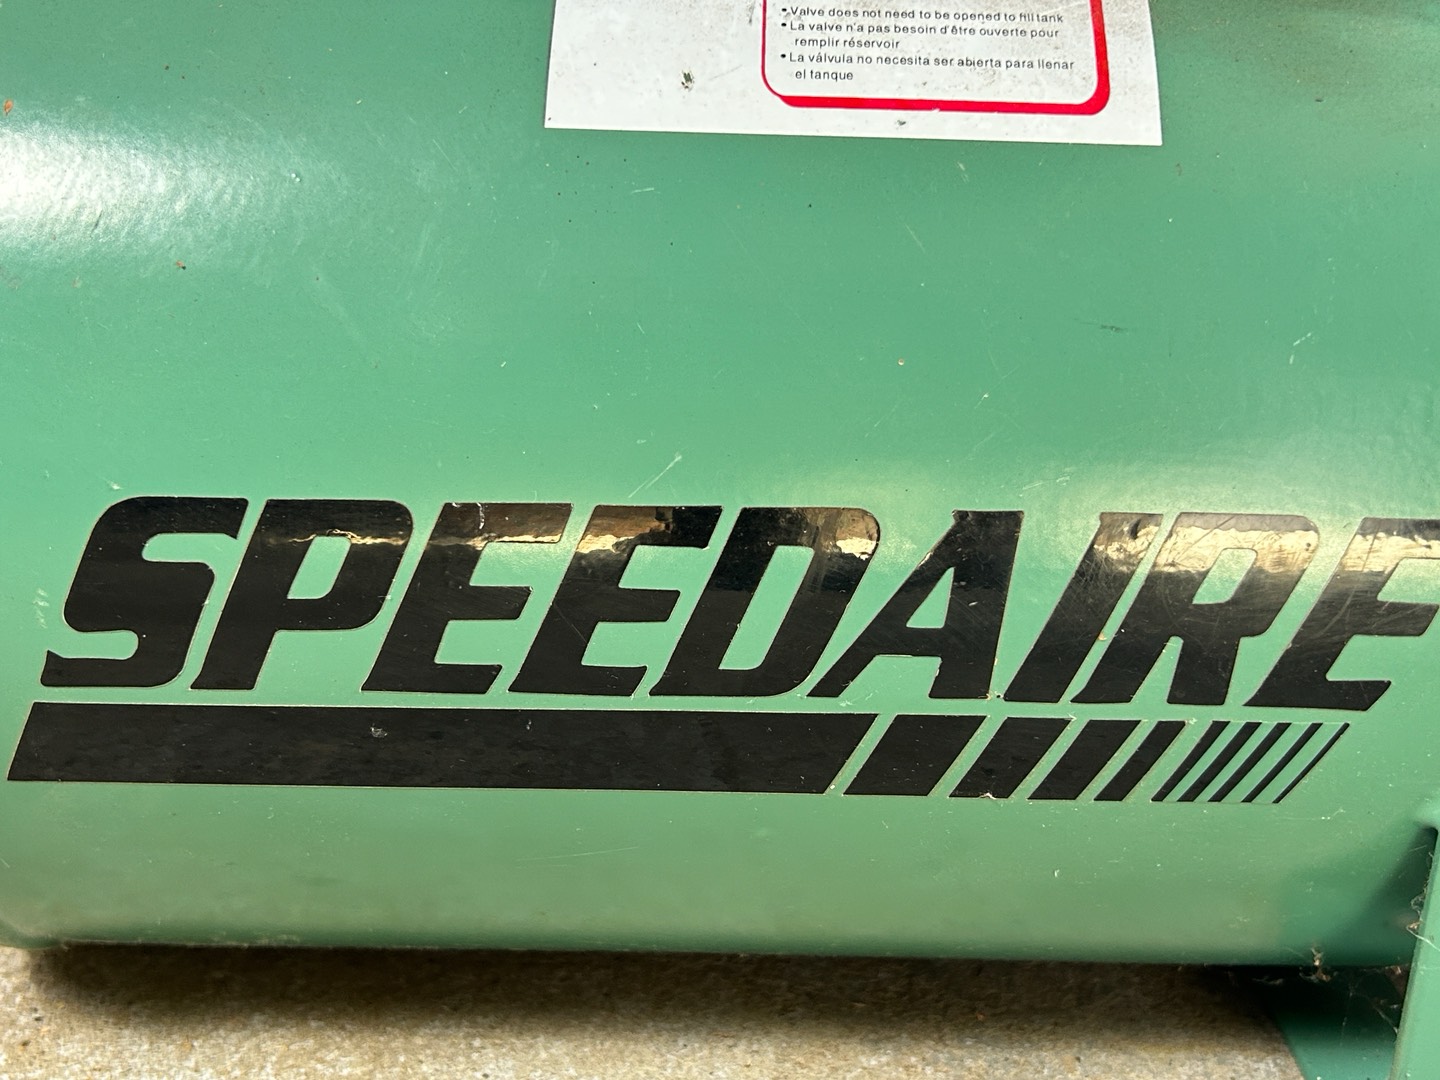 • Valve does not need to be opened to fill tank
• La valve n'a pas besoin d'être ouverte pour
remplir réservoir
• La válvula no necesita ser abierta para llenar
el tanque
SPEEDAIRE